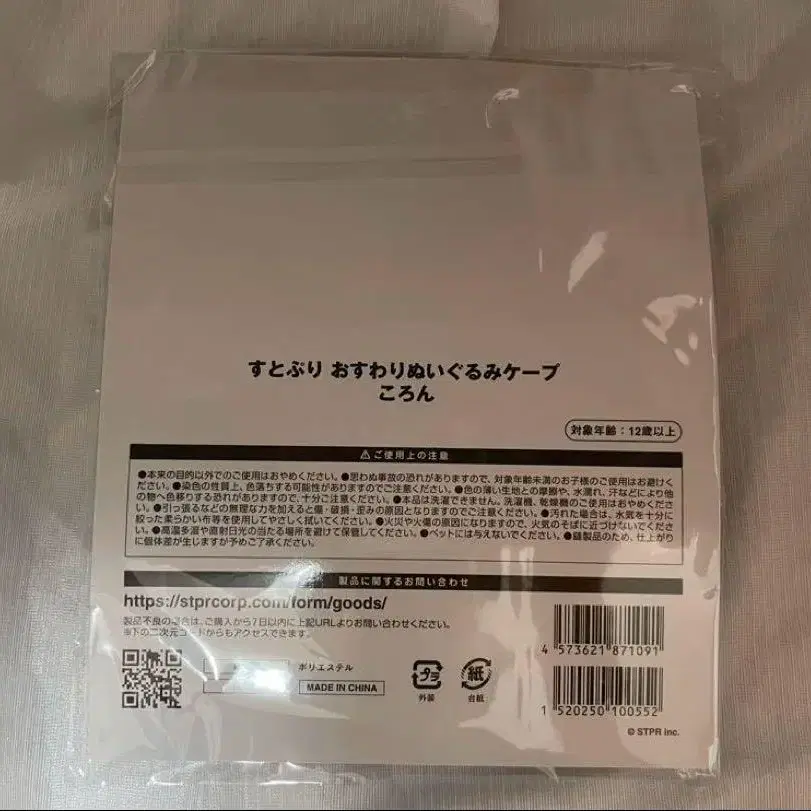 すとぷり おすわりぬいぐるみケープ
ころん
対象年齢：12歳以上
⚠ご使用上の注意
●本来の目的以外でのご使用はおやめください。●思わぬ事故の恐れがありますので、対象年齢未満のお子様のご使用はお避けく
ださい。●染色の性質上、色落ちする可能性がありますのでご注意ください。●色の薄い生地との摩擦や、水濡れ、汗などにより他
の物へ色移りする恐れがありますので、十分ご注意ください。●本品は洗濯できません。洗濯機、乾燥機のご使用はおやめくださ
い。●引っ張るなどの無理な力を加えると傷・破損・歪みの原因となりますのでご注意ください。●汚れた場合は、水気を十分に
絞った柔らかい布等を使用してやさしく拭いてください。●火災や火傷の原因になりますので、火気のそばに近づけないでくださ
い。●高温多湿や直射日光の当たる場所を避けて保管してください。●ペットには与えないでください。●縫製品のため、仕上がり
に個体差が生じますが予めご了承ください。
製品に関するお問い合わせ
https://stprcorp.com/form/goods/
製品不良の場合は、ご購入から7日以内に上記URLよりお問い合わせください。
※下の二次元コードからもアクセスできます。
ポリエステル
MADE IN CHINA
プラ
外装
紙
台紙
4 573621 871091
1 520250 100552
© STPR inc.